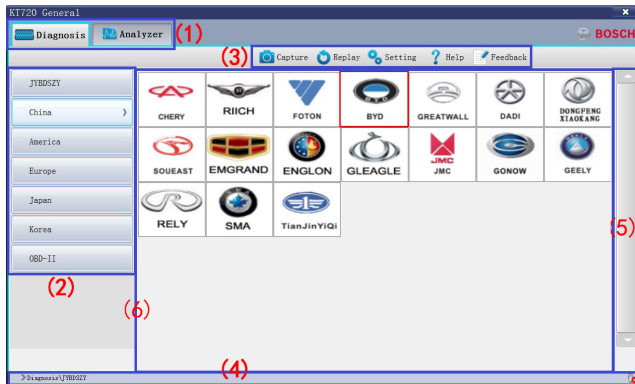 KT720 General
Diagnosis
Analyzer
(1)
BOSCH
(3)
Capture
Replay
Setting
? Help
Feedback
JYBDSZY
China
America
Europe
Japan
Korea
OBD-II
(2)
CHERY
RIICH
FOTON
BYD
BYD
GREATWALL
DADI
DONGFENG
XIAOKANG
SOUEAST
EMGRAND
ENGLON
GLEAGLE
JMC
JMC
GONOW
GEELY
RELY
SMA
TianJinYiQi
(5)
(6)
(4)
>Diagnosis\JYBDSZY